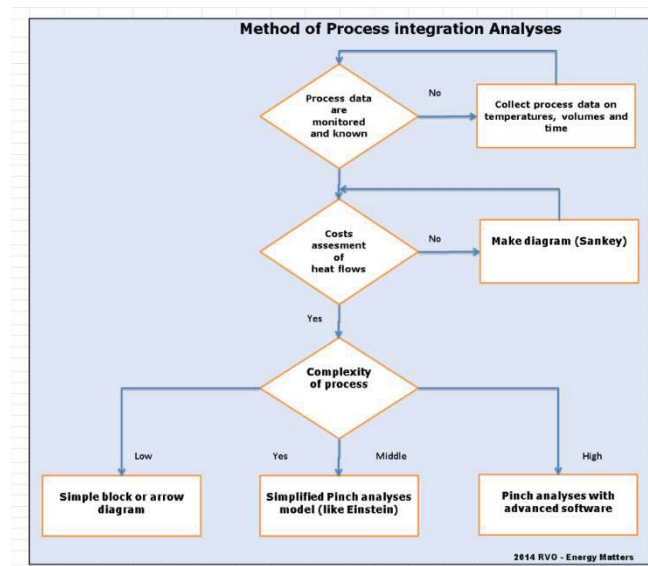 Method of Process integration Analyses
Process data
are
monitored
and known
No
Collect process data on
temperatures, volumes and
time
Costs
assesment
of
heat flows
No
Make diagram (Sankey)
Yes
Complexity
of process
Low
Yes
Middle
High
Simple block or arrow
diagram
Simplified Pinch analyses
model (like Einstein)
Pinch analyses with
advanced software
2014 RVO - Energy Matters